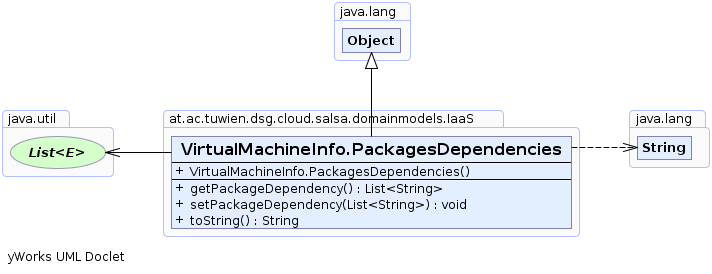 java.lang
Object
java.util
List<E>
at.ac.tuwien.dsg.cloud.salsa.domainmodels.IaaS
VirtualMachineInfo.PackagesDependencies
+ VirtualMachineInfo.PackagesDependencies()
+ getPackageDependency() : List<String>
+ setPackageDependency(List<String>) : void
+ toString() : String
java.lang
String
yWorks UML Doclet